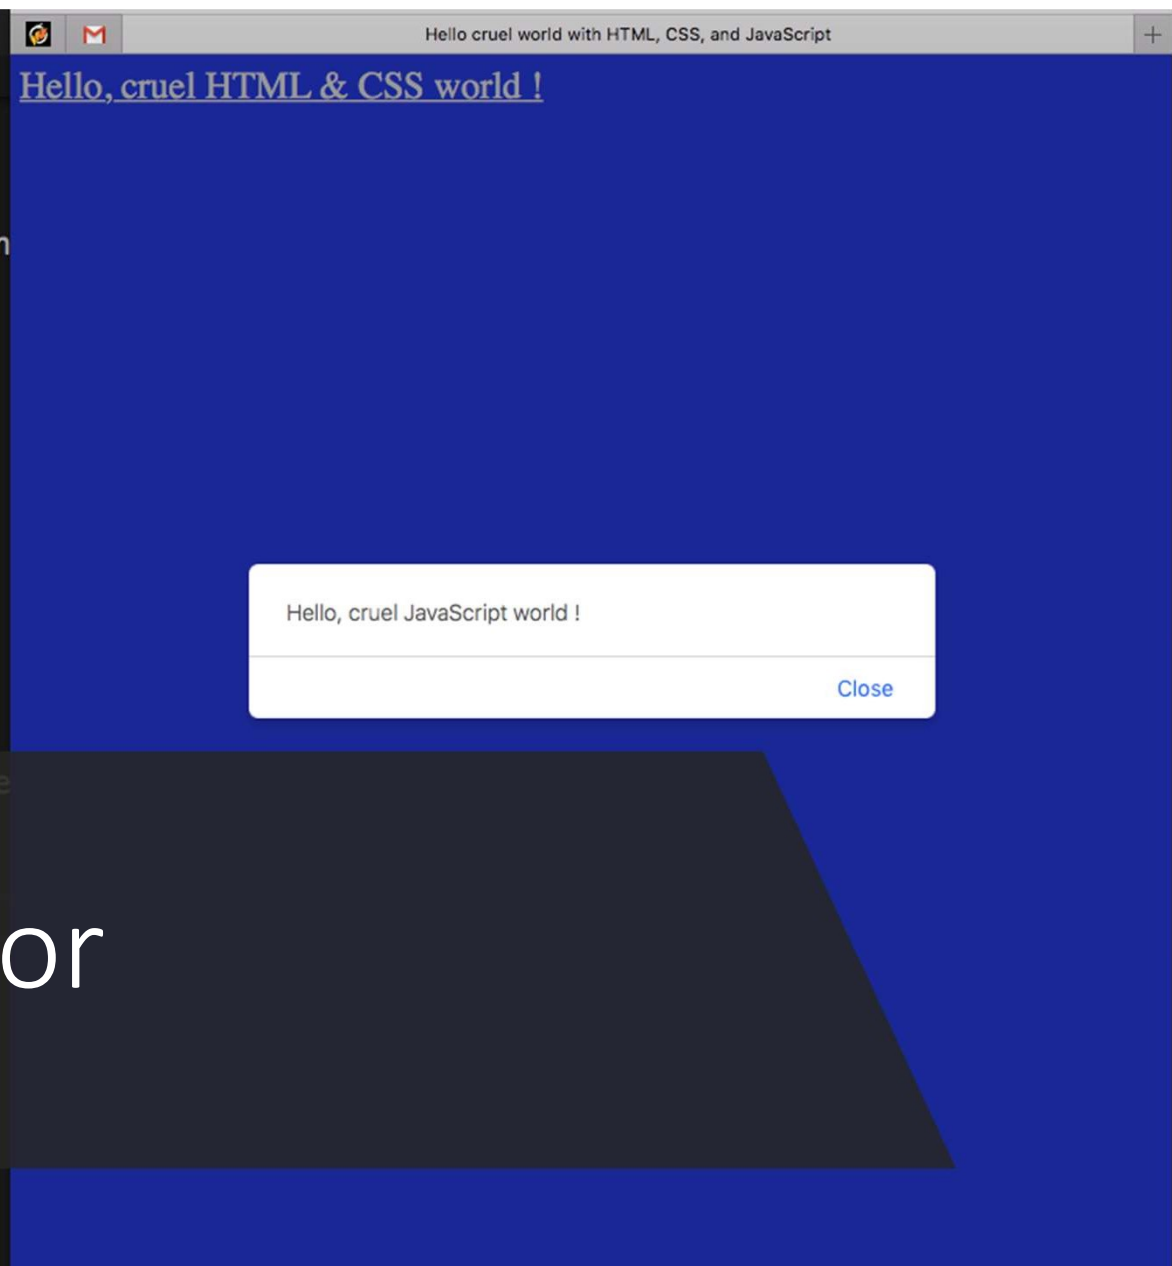 Hello cruel world with HTML, CSS, and JavaScript
Hello, cruel HTML & CSS world !
Hello, cruel JavaScript world !
Close
or